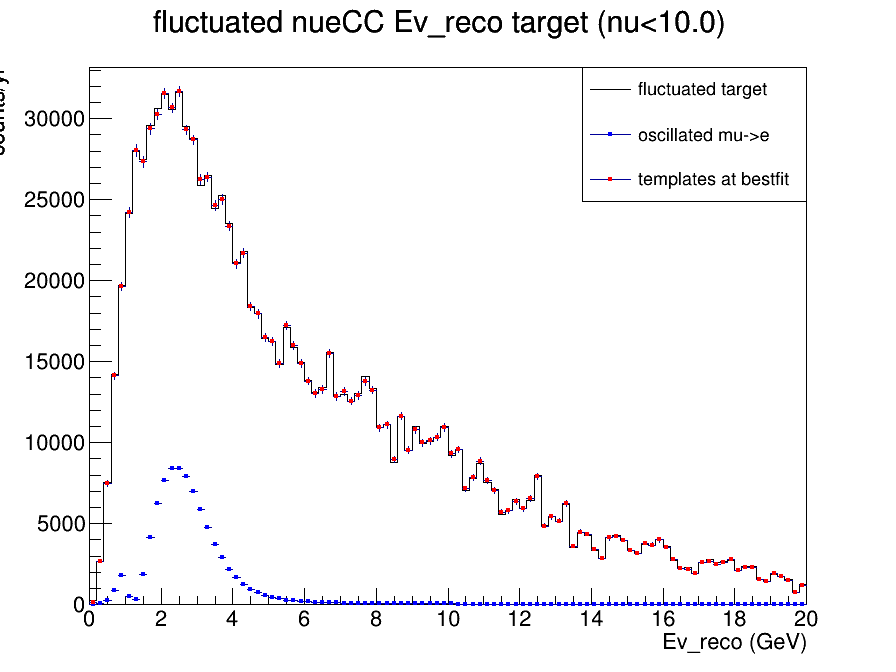 fluctuated nueCC Ev_reco target (nu<10.0)
fluctuated target
oscillated mu->e
templates at bestfit
30000
25000
20000
15000
10000
5000
0
0 2 4 6 8 10 12 14 16 18 20
Ev_reco (GeV)